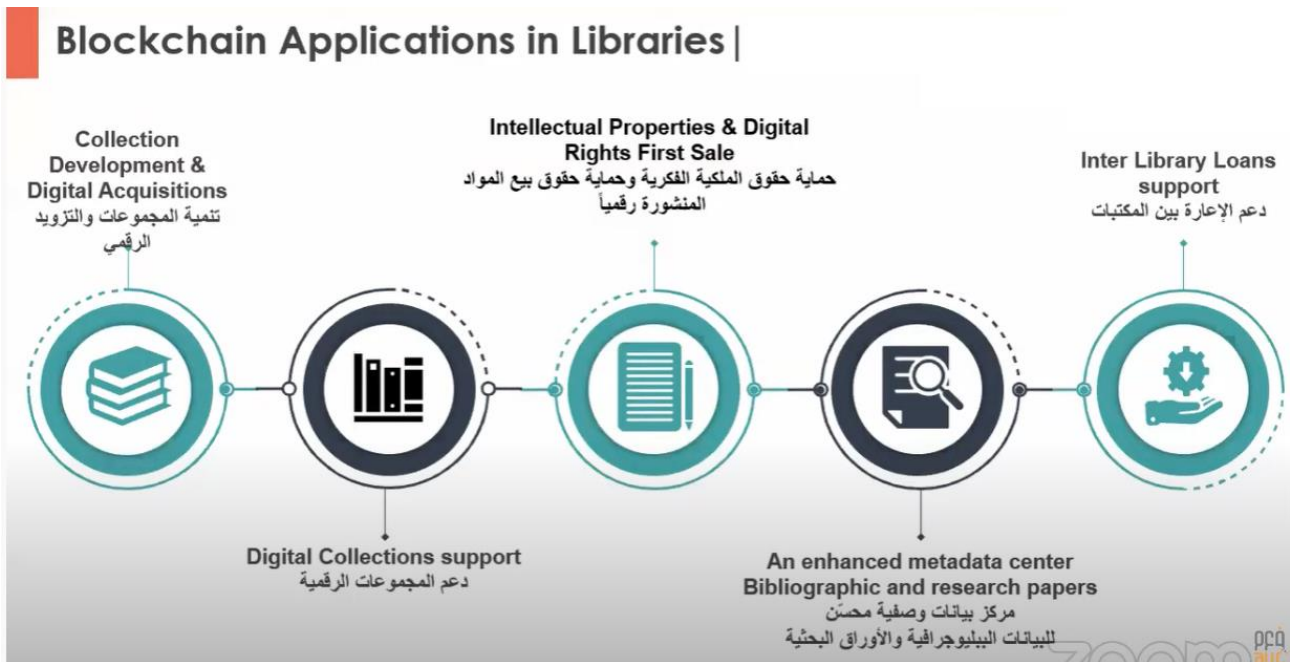 Blockchain Applications in Libraries|
Collection
Development &
Digital Acquisitions
تنمية المجموعات والتزويد
الرقمي
Digital Collections support
دعم المجموعات الرقمية
Intellectual Properties & Digital
Rights First Sale
حماية حقوق الملكية الفكرية وحماية حقوق بيع المواد
المنشورة رقمياً
An enhanced metadata center
Bibliographic and research papers
مركز بيانات وصفية محسّن
للبيانات الببليوجرافية والأوراق البحثية
Inter Library Loans
support
دعم الإعارة بين المكتبات
zoom